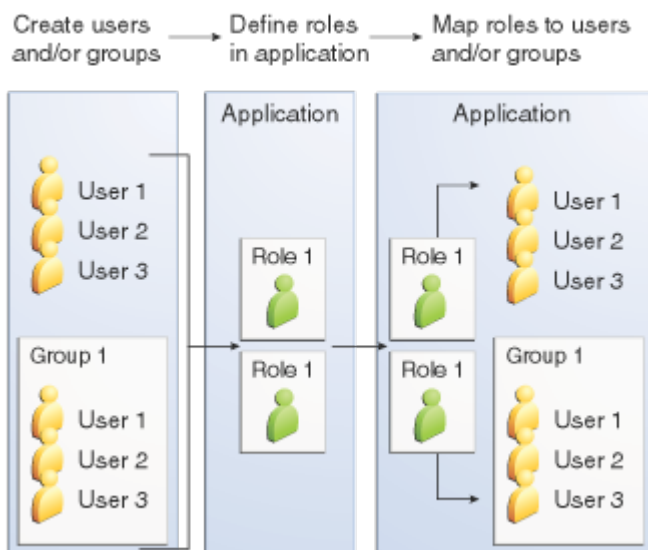 Create users
and/or groups
Define roles
in application
Map roles to users
and/or groups
User 1
User 2
User 3
Group 1
User 1
User 2
User 3
Application
Role 1
Role 1
Application
Role 1
Role 1
User 1
User 2
User 3
Group 1
User 1
User 2
User 3